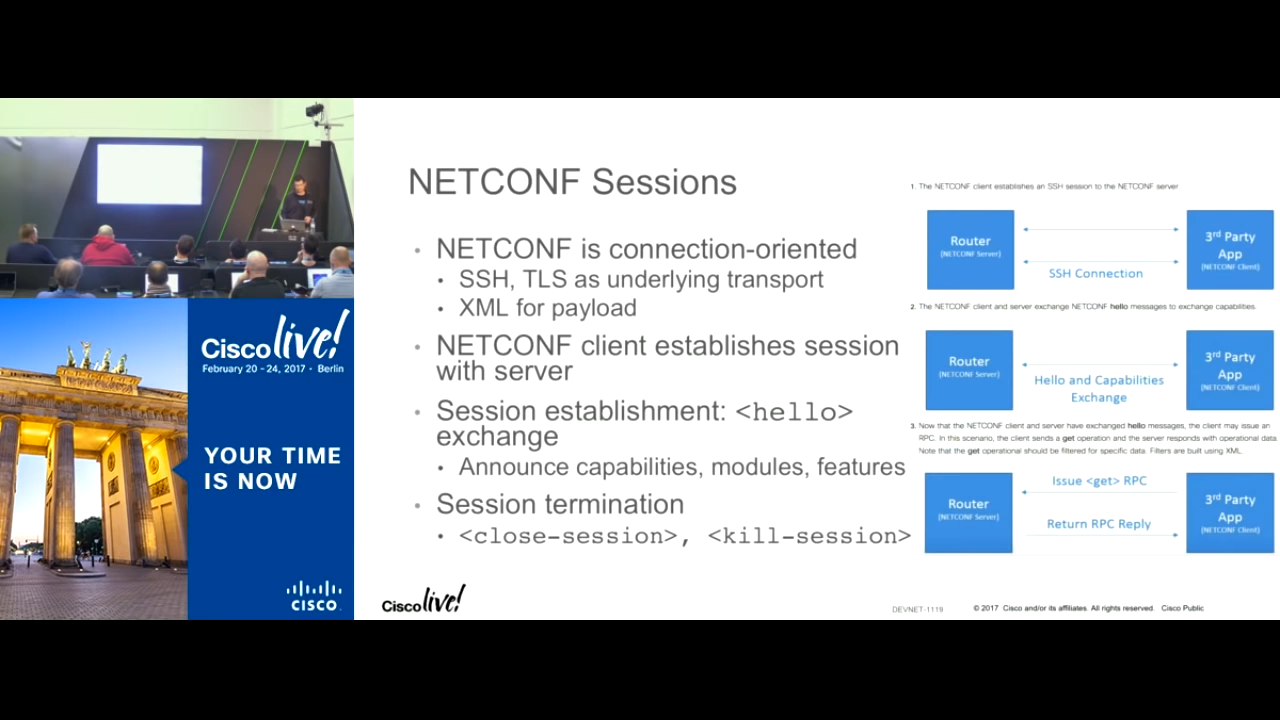 NETCONF Sessions
• NETCONF is connection-oriented
• SSH, TLS as underlying transport
• XML for payload
• NETCONF client establishes session
with server
• Session establishment: <hello>
exchange
• Announce capabilities, modules, features
• Session termination
• <close-session>, <kill-session>
1. The NETCONF client establishes an SSH session to the NETCONF server
Router
(NETCONF Server)
SSH Connection
3rd Party
App
(NETCONF Client)
2. The NETCONF client and server exchange NETCONF hello messages to exchange capabilities.
Router
(NETCONF Server)
Hello and Capabilities
Exchange
3rd Party
App
(NETCONF Client)
3. Now that the NETCONF client and server have exchanged hello messages, the client may issue an
RPC. In this scenario, the client sends a get operation and the server responds with operational data.
Note that the get operational should be filtered for specific data. Filters are built using XML.
Router
(NETCONF Server)
Issue <get> RPC
Return RPC Reply
3rd Party
App
(NETCONF Client)
Cisco live!
February 20 - 24, 2017 • Berlin
YOUR TIME
IS NOW
CISCO.
Cisco live!
DEVNET-1119
© 2017 Cisco and/or its affiliates. All rights reserved. Cisco Public